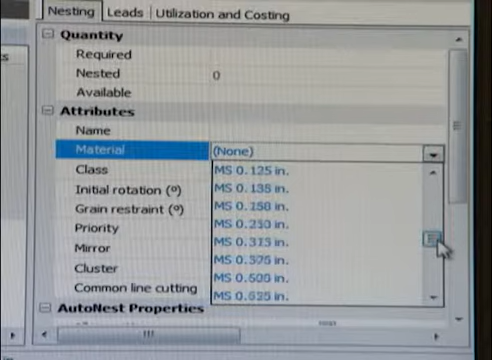 Nesting Leads Utilization and Costing
Quantity
Required
Nested 0
Available
Attributes
Name
Material (None)
Class MS 0.125 in.
Initial rotation (º) MS 0.135 in.
Grain restraint (º) MS 0.188 in.
Priority MS 0.250 in.
Mirror MS 0.313 in.
Cluster MS 0.375 in.
Common line cutting MS 0.500 in.
MS 0.625 in.
AutoNest Properties